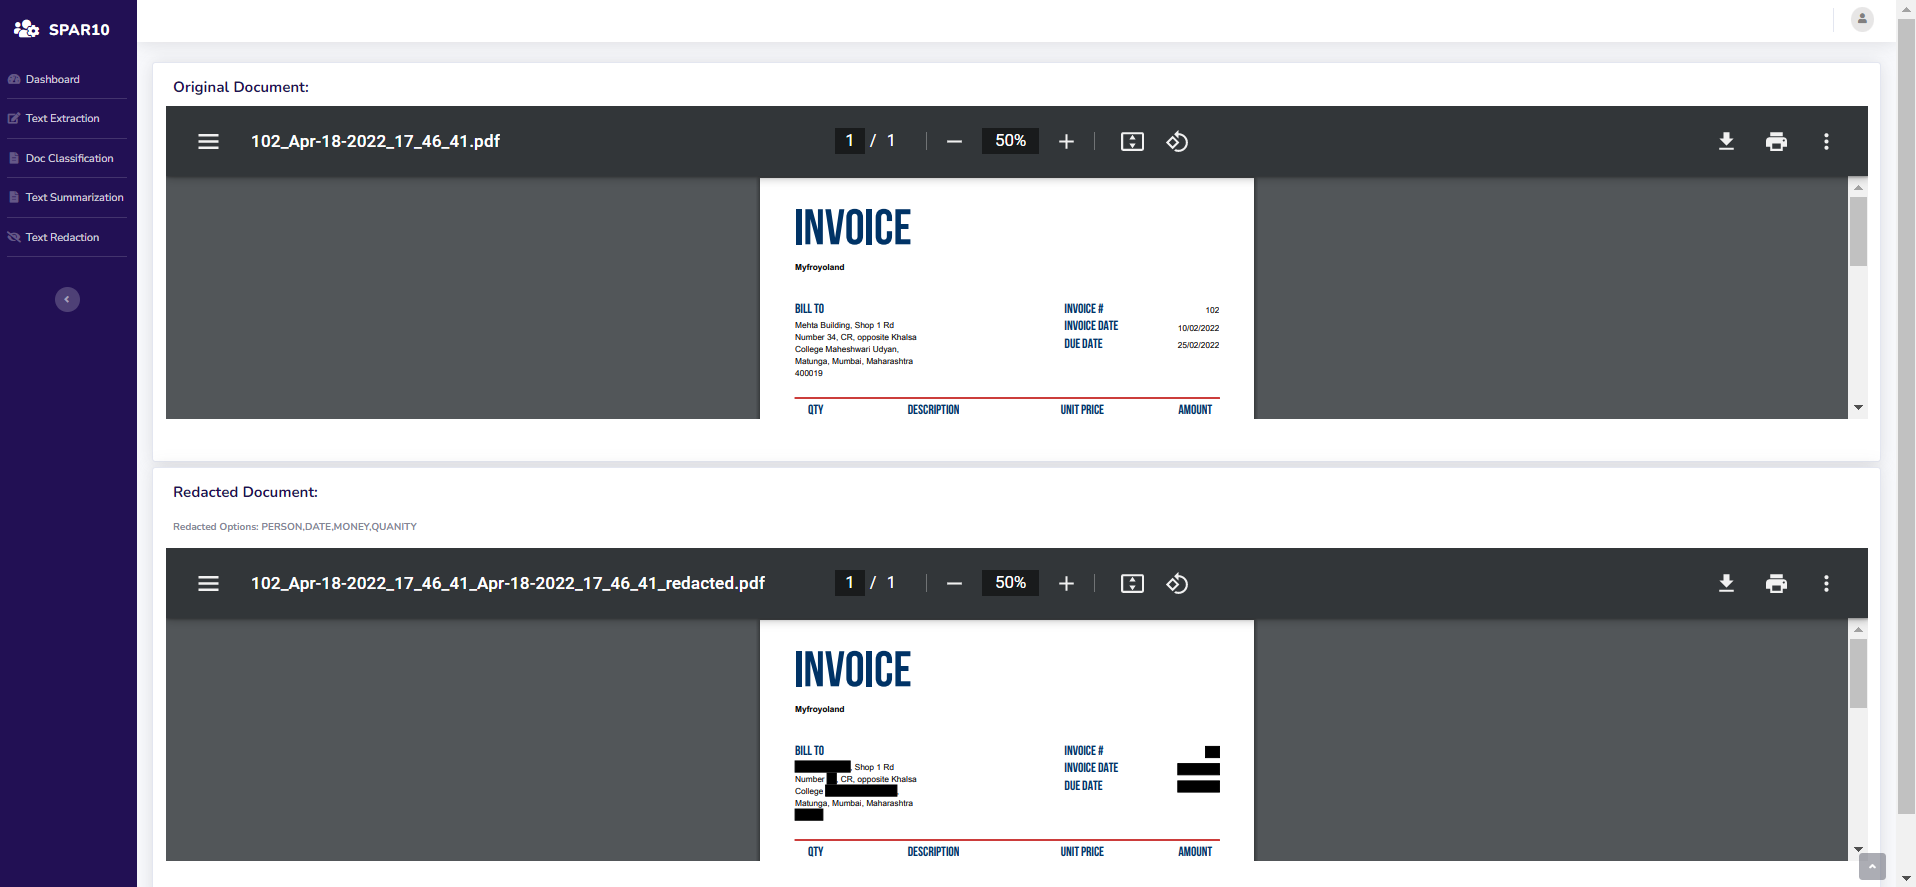 SPAR10
Dashboard
Text Extraction
Doc Classification
Text Summarization
Text Redaction
Original Document:
102_Apr-18-2022_17_46_41.pdf
1 / 1
50%
INVOICE
Myfroyoland
BILL TO
Mehta Building, Shop 1 Rd
Number 34, CR, opposite Khalsa
College Maheshwari Udyan,
Matunga, Mumbai, Maharashtra
400019
INVOICE # 102
INVOICE DATE 10/02/2022
DUE DATE 25/02/2022
QTY DESCRIPTION UNIT PRICE AMOUNT
Redacted Document:
Redacted Options: PERSON,DATE,MONEY,QUANITY
102_Apr-18-2022_17_46_41_Apr-18-2022_17_46_41_redacted.pdf
1 / 1
50%
INVOICE
Myfroyoland
BILL TO
, Shop 1 Rd
Number , CR, opposite Khalsa
College ,
Matunga, Mumbai, Maharashtra
INVOICE #
INVOICE DATE
DUE DATE
QTY DESCRIPTION UNIT PRICE AMOUNT